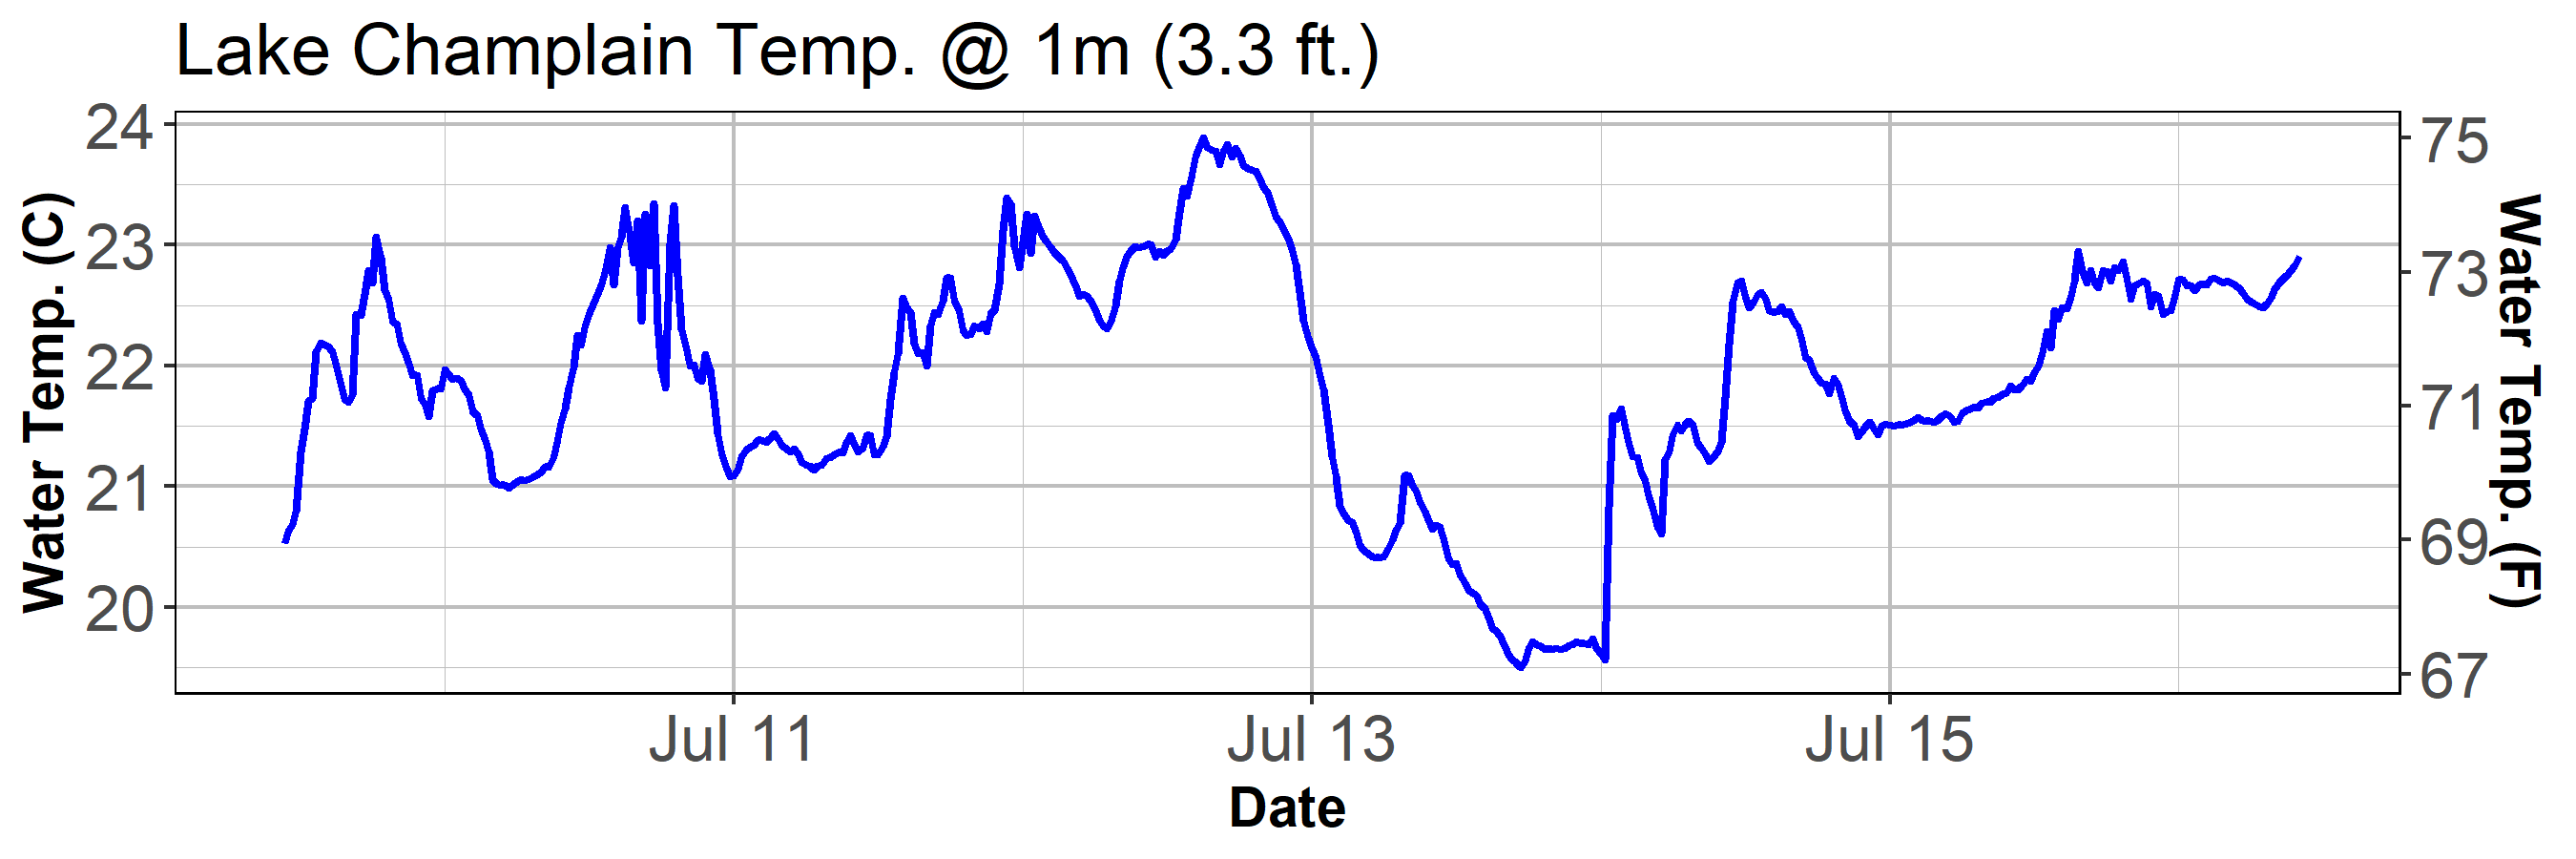 Lake Champlain Temp. @ 1m (3.3 ft.)
Water Temp. (C)
24
23
22
21
20
75
73
71
69
67
Water Temp. (F)
Jul 11
Jul 13
Jul 15
Date